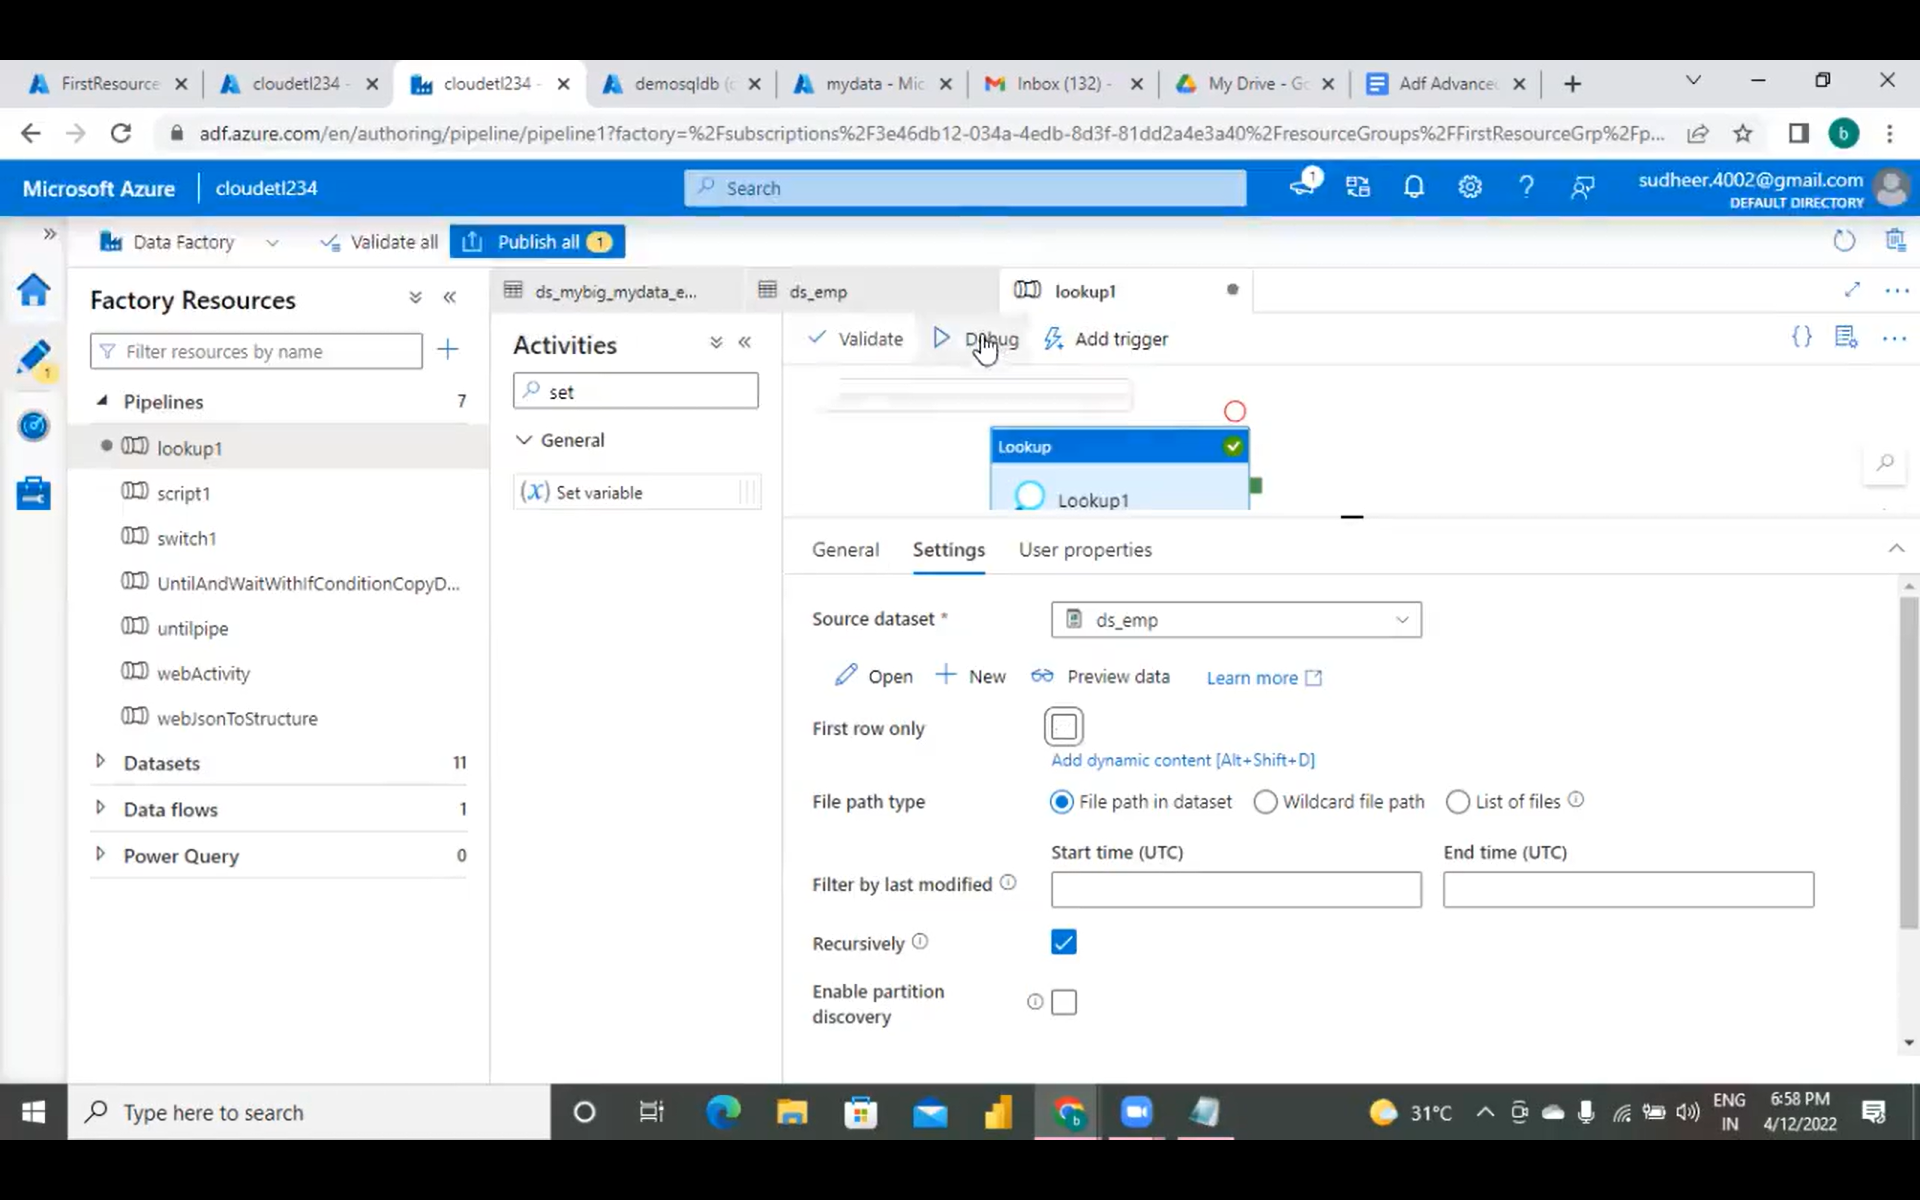 FirstResource
cloudetl234 -
cloudetl234 -
demosqldb (
mydata - Mic
Inbox (132) -
My Drive - Go
Adf Advance
adf.azure.com/en/authoring/pipeline/pipeline1?factory=%2Fsubscriptions%2F3e46db12-034a-4edb-8d3f-81dd2a4e3a40%2FresourceGroups%2FFirstResourceGrp%2Fp...
b
Microsoft Azure
cloudetl234
Search
1
sudheer.4002@gmail.com
DEFAULT DIRECTORY
Data Factory
Validate all
Publish all 1
Factory Resources
Filter resources by name
1
Pipelines 7
lookup1
script1
switch1
UntilAndWaitWithIfConditionCopyD...
untilpipe
webActivity
webJsonToStructure
Datasets 11
Data flows 1
Power Query 0
ds_mybig_mydata_e...
ds_emp
lookup1
Activities
set
General
(x) Set variable
Validate
Debug
Add trigger
Lookup
Lookup1
General
Settings
User properties
Source dataset *
ds_emp
Open
New
Preview data
Learn more
First row only
Add dynamic content [Alt+Shift+D]
File path type
File path in dataset
Wildcard file path
List of files
Start time (UTC)
End time (UTC)
Filter by last modified
Recursively
Enable partition
discovery
Type here to search
31°C
ENG
IN
6:58 PM
4/12/2022